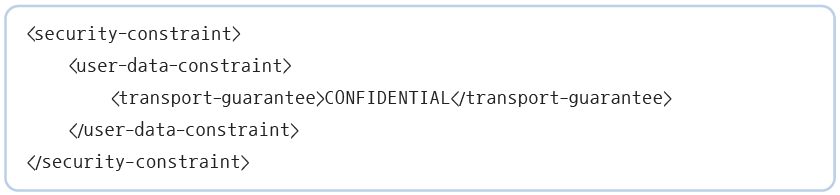 <security-constraint>
<user-data-constraint>
<transport-guarantee>CONFIDENTIAL</transport-guarantee>
</user-data-constraint>
</security-constraint>